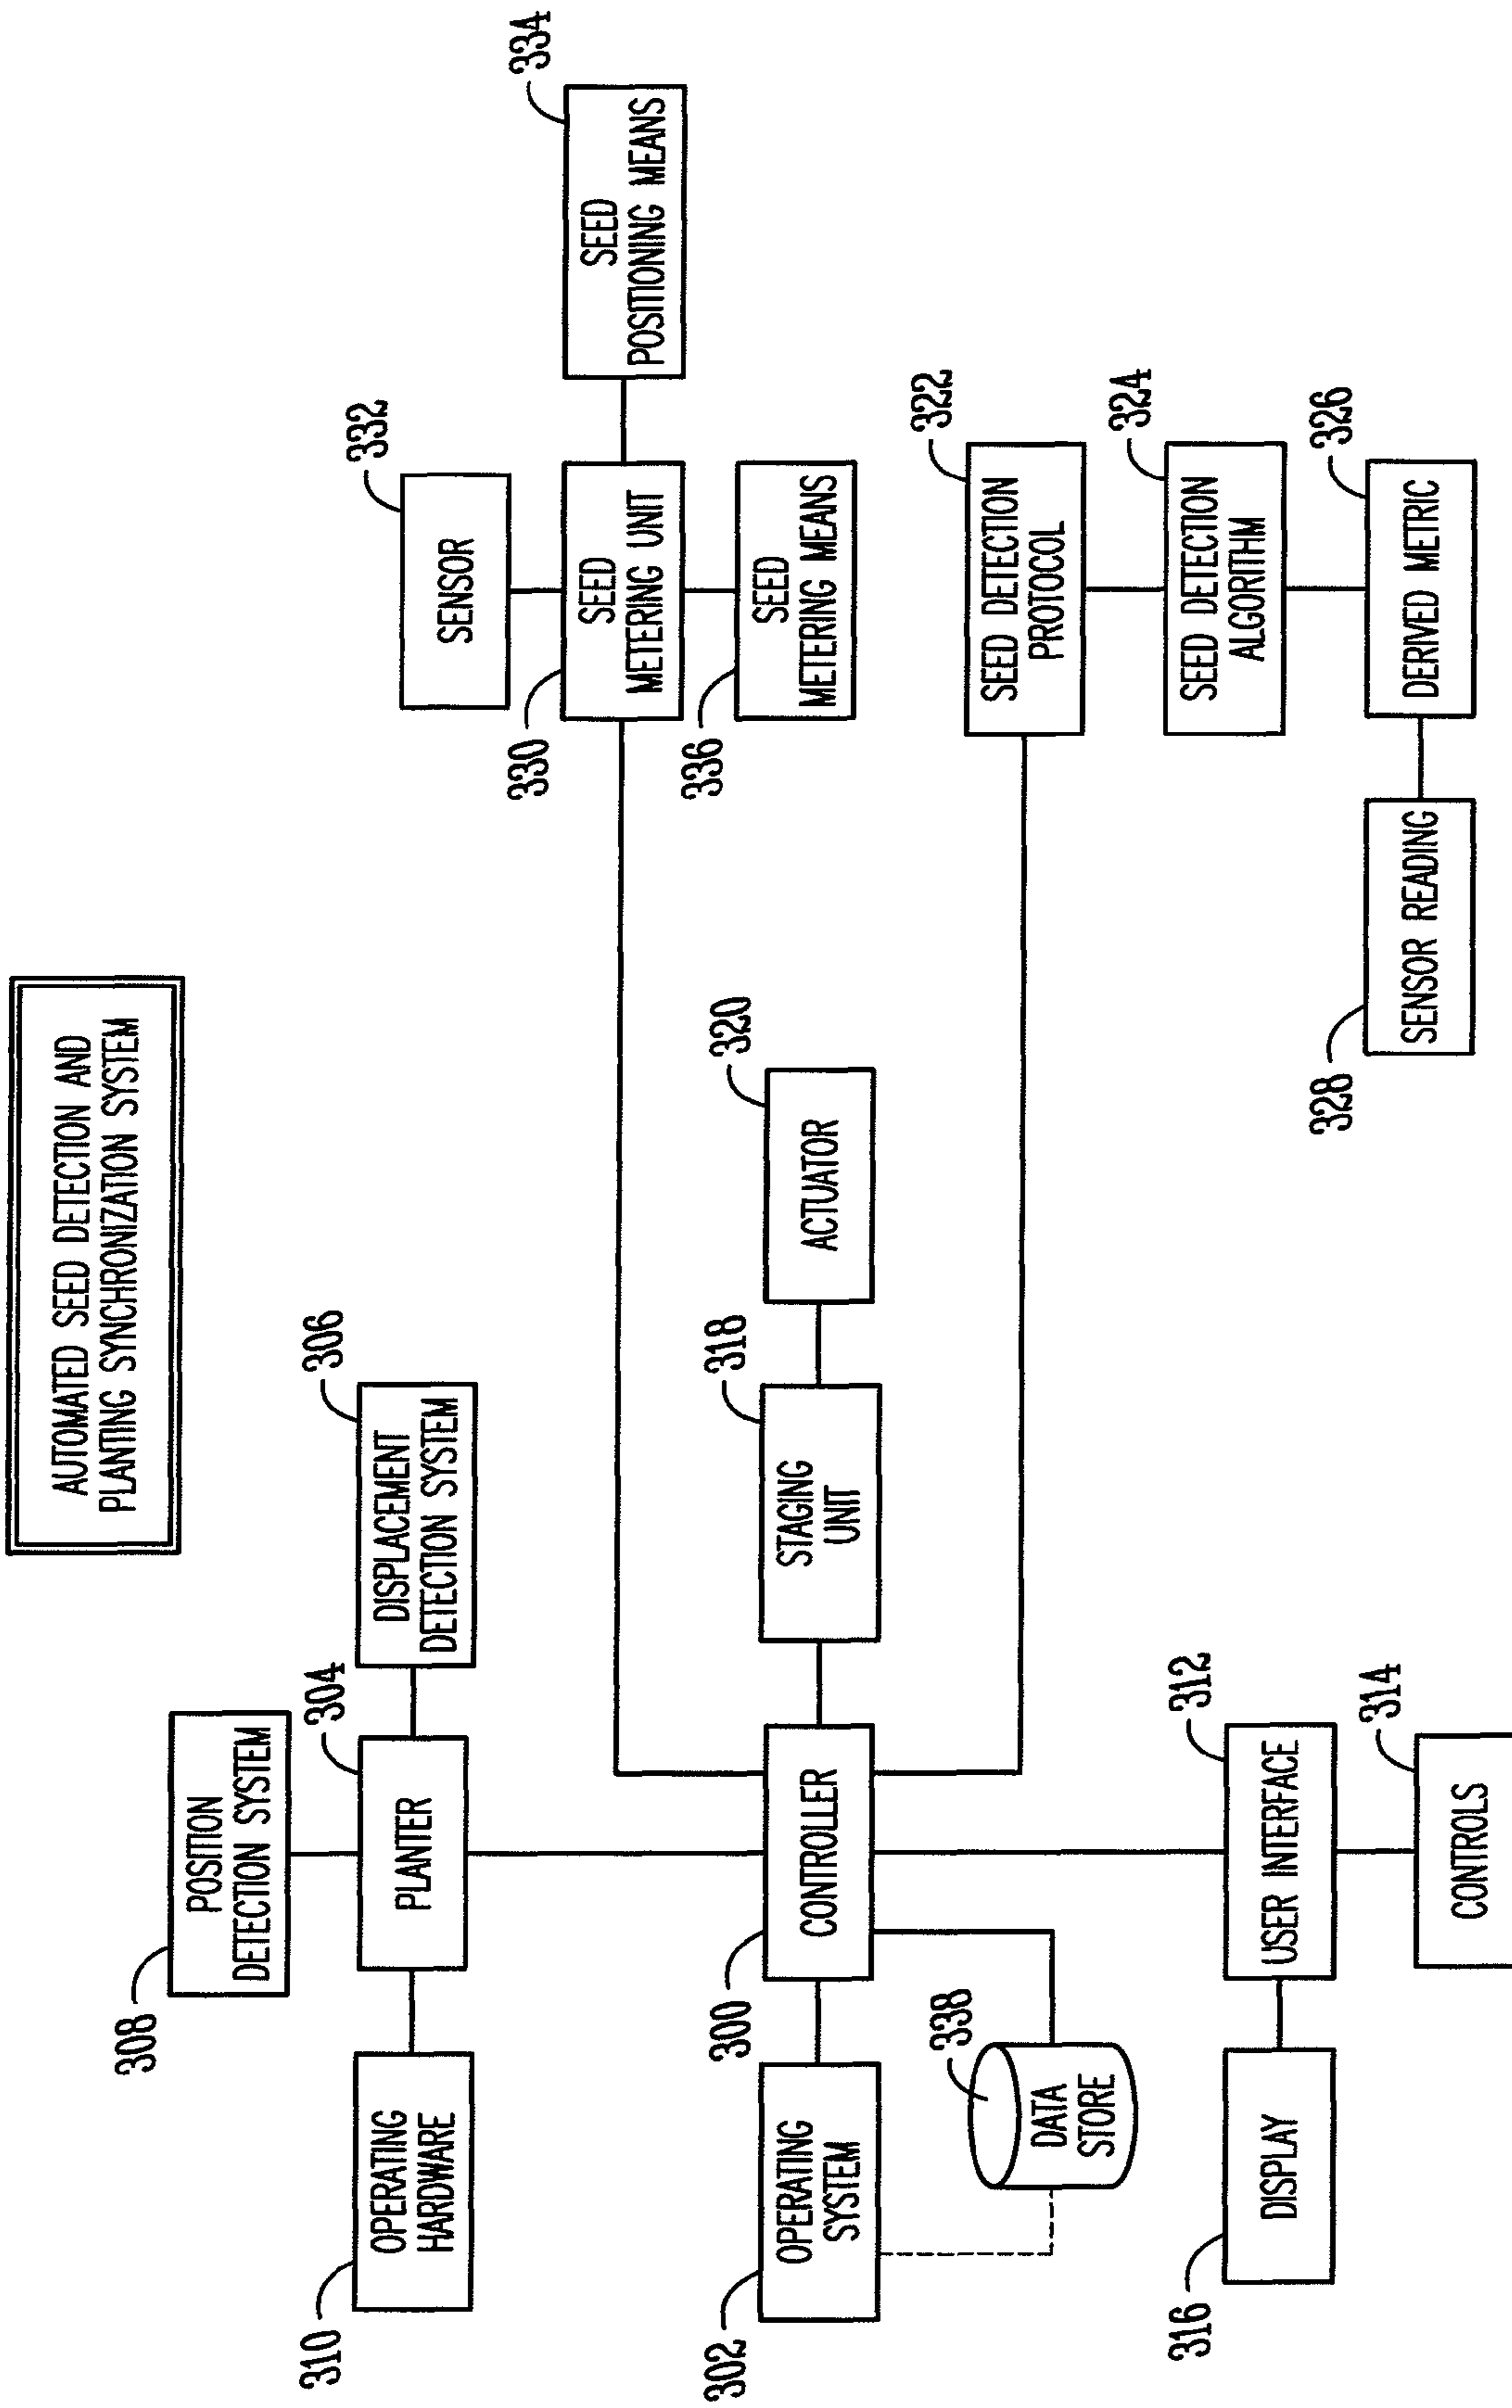 AUTOMATED SEED DETECTION AND
PLANTING SYNCHRONIZATION SYSTEM
308
POSITION
DETECTION SYSTEM
304
306
310
OPERATING
HARDWARE
PLANTER
DISPLACEMENT
DETECTION SYSTEM
332
SENSOR
334
330
SEED
METERING UNIT
SEED
POSITIONING MEANS
336
SEED
METERING MEANS
302
OPERATING
SYSTEM
300
CONTROLLER
318
STAGING
UNIT
320
ACTUATOR
338
DATA
STORE
322
SEED DETECTION
PROTOCOL
324
SEED DETECTION
ALGORITHM
316
DISPLAY
312
USER INTERFACE
314
CONTROLS
328
SENSOR READING
326
DERIVED METRIC